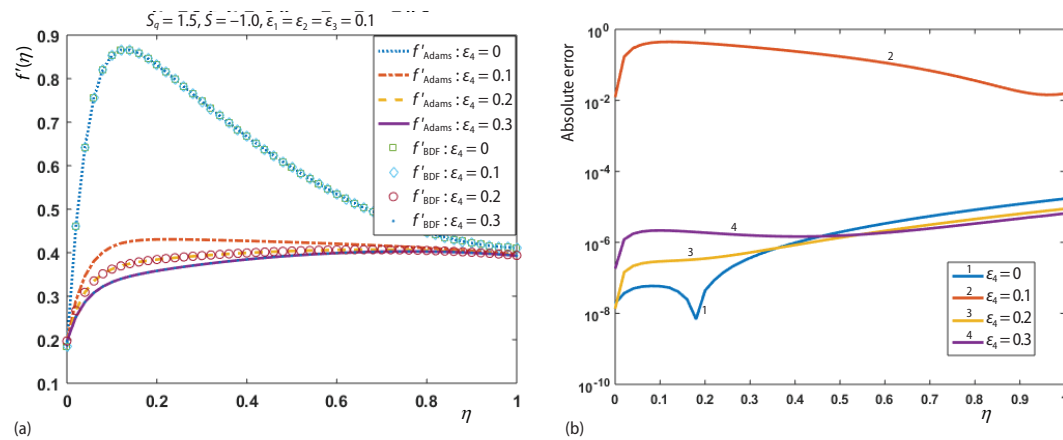 S_q = 1.5, S = −1.0, ε₁ = ε₂ = ε₃ = 0.1
f′(η)
0.9
0.8
0.7
0.6
0.5
0.4
0.3
0.2
0.1
f′Adams : ε₄ = 0
f′Adams : ε₄ = 0.1
f′Adams : ε₄ = 0.2
f′Adams : ε₄ = 0.3
f′BDF : ε₄ = 0
f′BDF : ε₄ = 0.1
f′BDF : ε₄ = 0.2
f′BDF : ε₄ = 0.3
0 0.2 0.4 0.6 0.8 1
η
(a)
Absolute error
10⁰
10⁻²
10⁻⁴
10⁻⁶
10⁻⁸
10⁻¹⁰
2
4
3
1
1 ε₄ = 0
2 ε₄ = 0.1
3 ε₄ = 0.2
4 ε₄ = 0.3
0 0.1 0.2 0.3 0.4 0.5 0.6 0.7 0.8 0.9 1
η
(b)